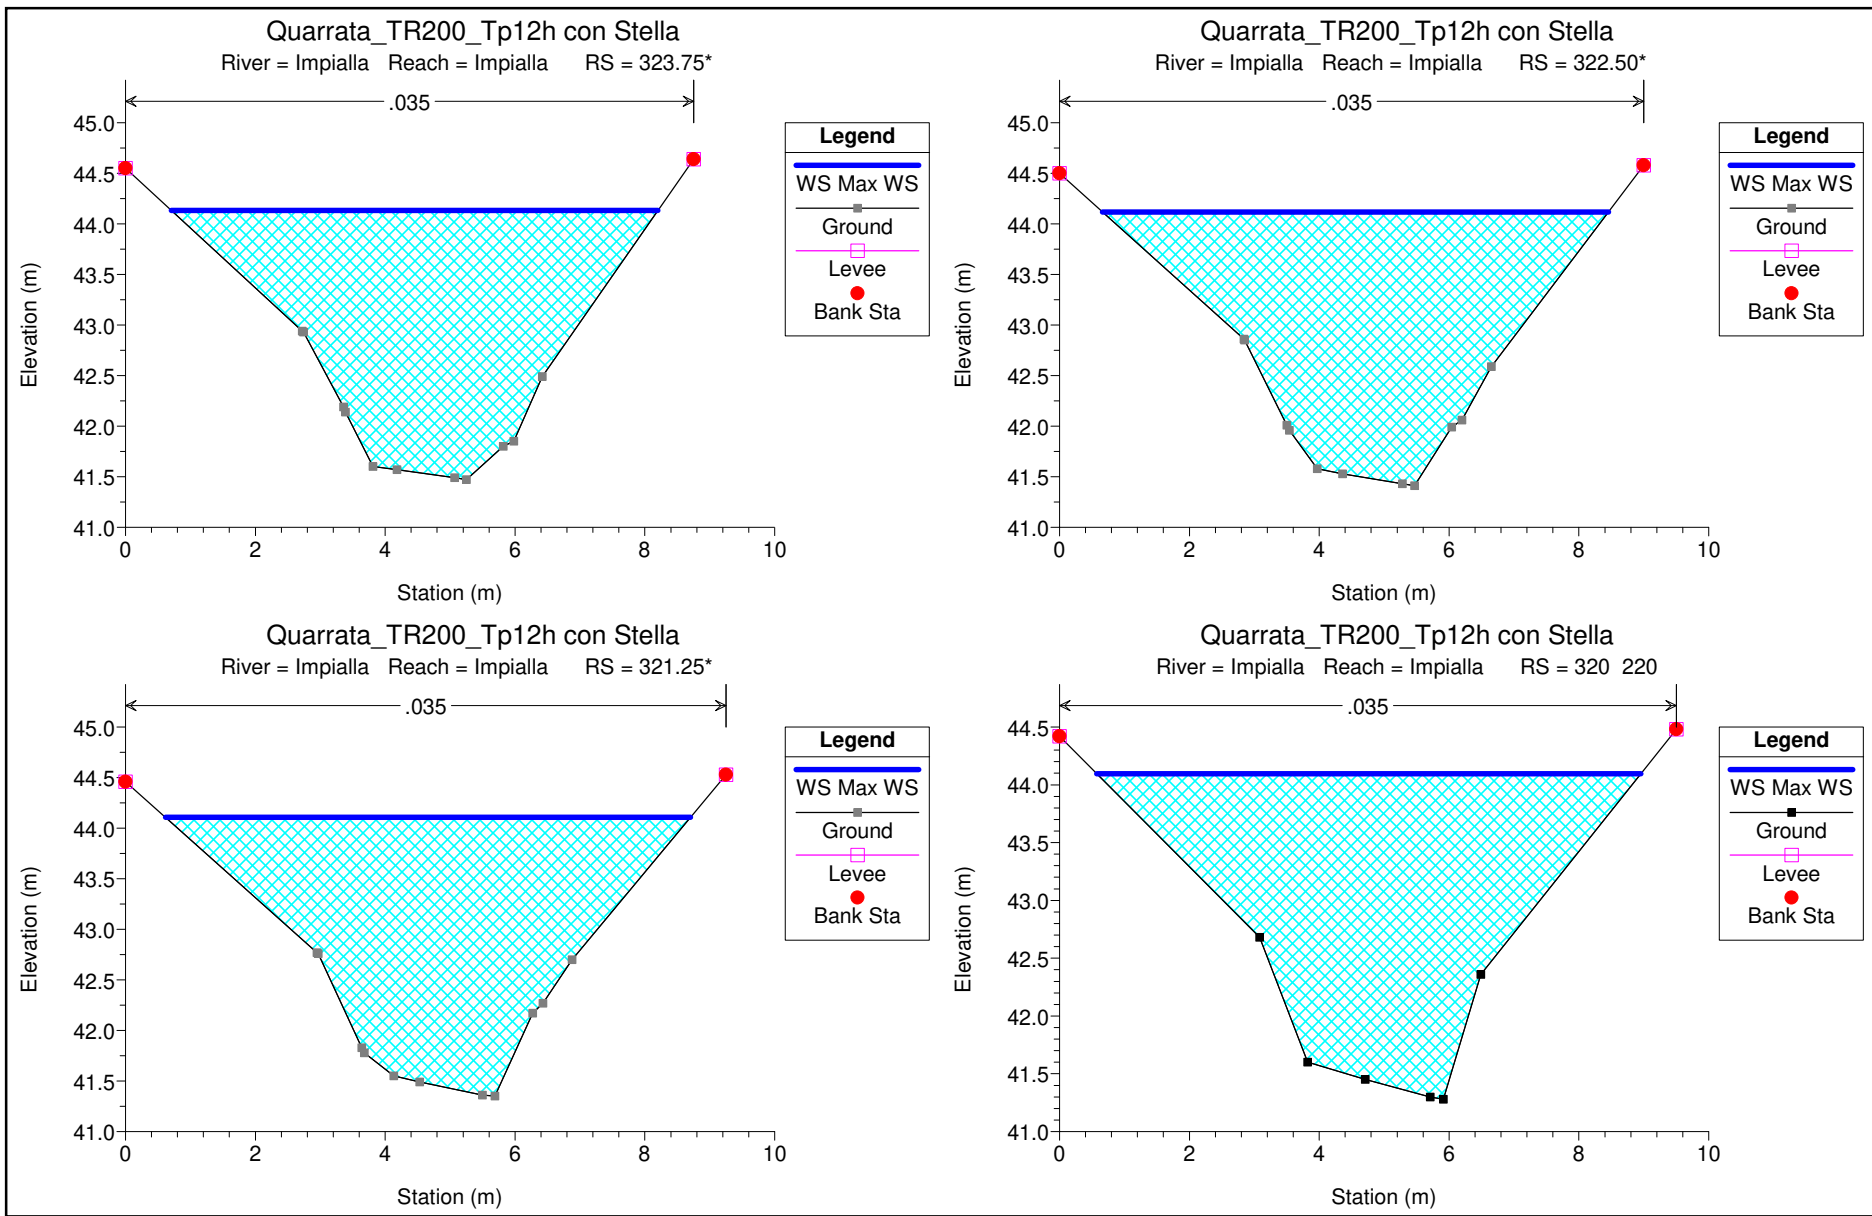 Quarrata_TR200_Tp12h con Stella
River = Impialla Reach = Impialla RS = 323.75*
.035
45.0
44.5
44.0
43.5
43.0
42.5
42.0
41.5
41.0
0 2 4 6 8 10
Station (m)
Elevation (m)
Legend
WS Max WS
Ground
Levee
Bank Sta
Quarrata_TR200_Tp12h con Stella
River = Impialla Reach = Impialla RS = 322.50*
.035
45.0
44.5
44.0
43.5
43.0
42.5
42.0
41.5
41.0
0 2 4 6 8 10
Station (m)
Elevation (m)
Legend
WS Max WS
Ground
Levee
Bank Sta
Quarrata_TR200_Tp12h con Stella
River = Impialla Reach = Impialla RS = 321.25*
.035
45.0
44.5
44.0
43.5
43.0
42.5
42.0
41.5
41.0
0 2 4 6 8 10
Station (m)
Elevation (m)
Legend
WS Max WS
Ground
Levee
Bank Sta
Quarrata_TR200_Tp12h con Stella
River = Impialla Reach = Impialla RS = 320 220
.035
44.5
44.0
43.5
43.0
42.5
42.0
41.5
41.0
0 2 4 6 8 10
Station (m)
Elevation (m)
Legend
WS Max WS
Ground
Levee
Bank Sta